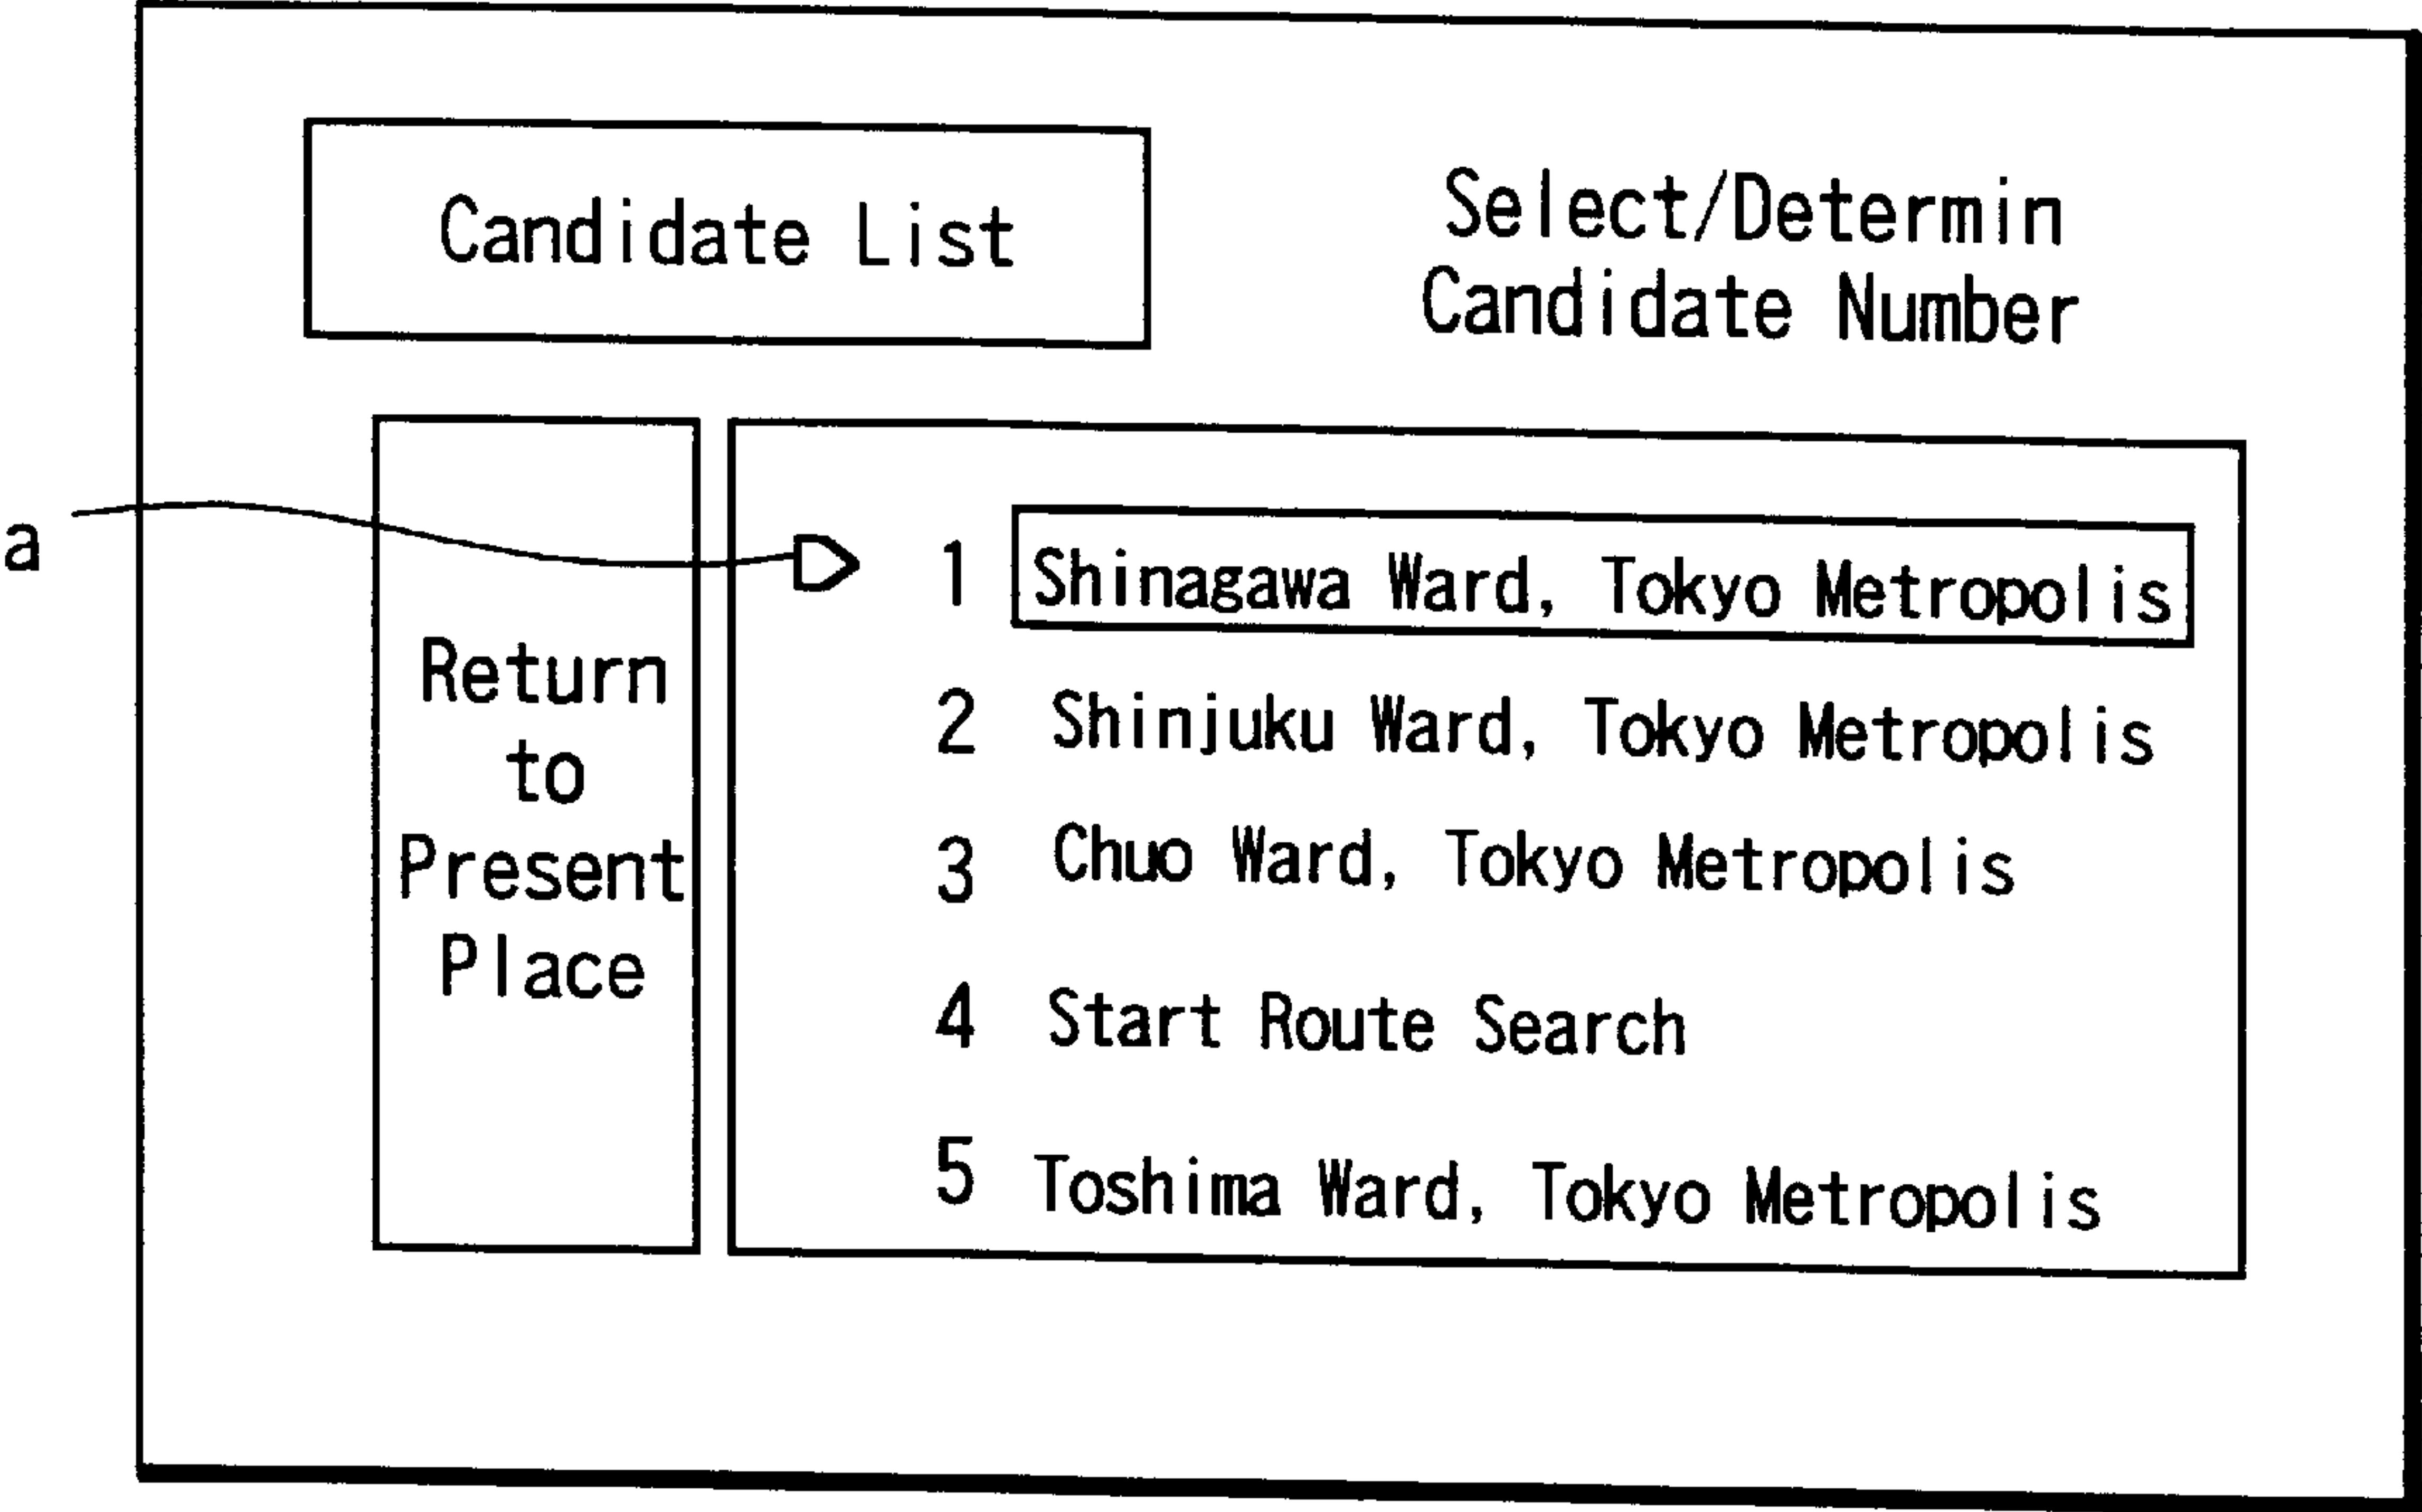 Candidate List
Select/Determin
Candidate Number
a
Return
to
Present
Place
1 Shinagawa Ward, Tokyo Metropolis
2 Shinjuku Ward, Tokyo Metropolis
3 Chuo Ward, Tokyo Metropolis
4 Start Route Search
5 Toshima Ward, Tokyo Metropolis